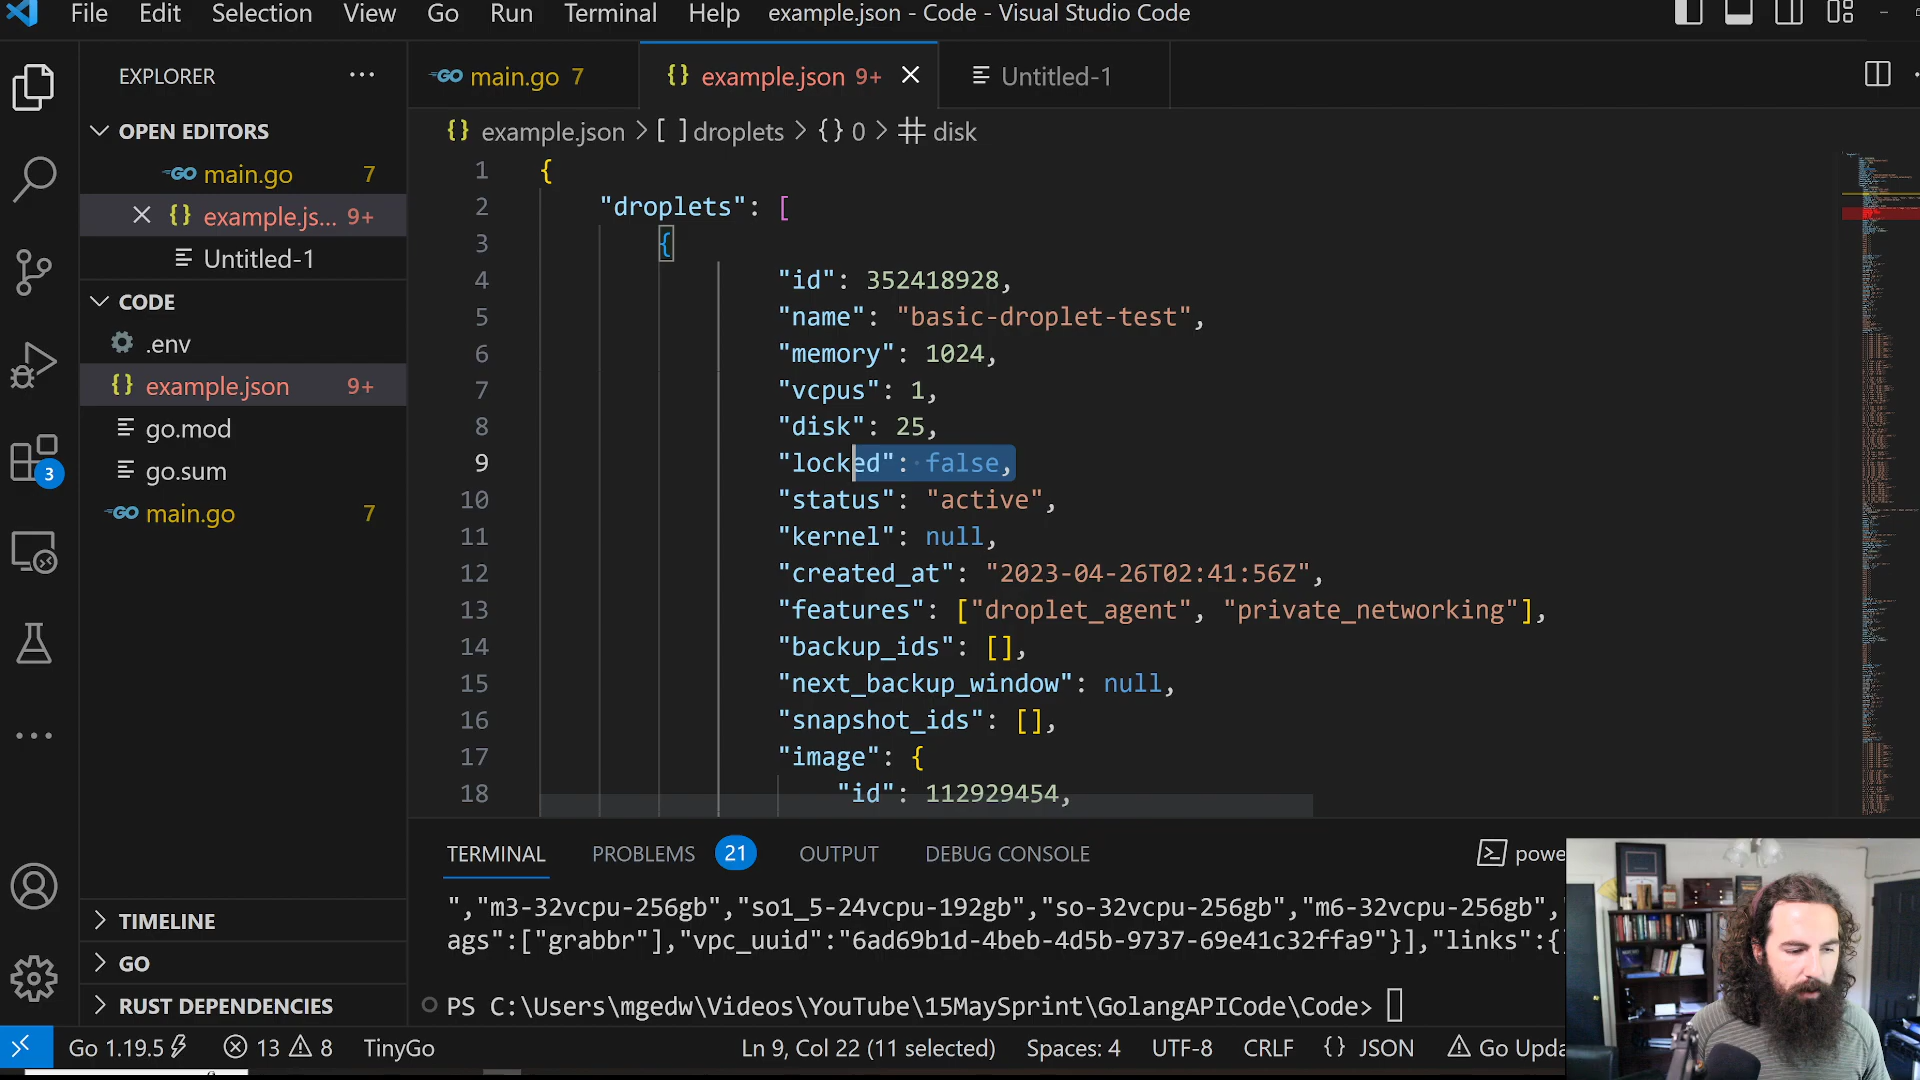 File Edit Selection View Go Run Terminal Help example.json - Code - Visual Studio Code
EXPLORER ···
OPEN EDITORS
GO main.go 7
{} example.js... 9+
Untitled-1
CODE
.env
{} example.json 9+
go.mod
go.sum
GO main.go 7
TIMELINE
GO
RUST DEPENDENCIES
3
GO main.go 7
{} example.json 9+
Untitled-1
{} example.json > [ ] droplets > {} 0 > # disk
1 {
2 "droplets": [
3 {
4 "id": 352418928,
5 "name": "basic-droplet-test",
6 "memory": 1024,
7 "vcpus": 1,
8 "disk": 25,
9 "locked": false,
10 "status": "active",
11 "kernel": null,
12 "created_at": "2023-04-26T02:41:56Z",
13 "features": ["droplet_agent", "private_networking"],
14 "backup_ids": [],
15 "next_backup_window": null,
16 "snapshot_ids": [],
17 "image": {
18 "id": 112929454,
TERMINAL PROBLEMS 21 OUTPUT DEBUG CONSOLE powe
","m3-32vcpu-256gb","so1_5-24vcpu-192gb","so-32vcpu-256gb","m6-32vcpu-256gb",
ags":["grabbr"],"vpc_uuid":"6ad69b1d-4beb-4d5b-9737-69e41c32ffa9"}],"links":{
PS C:\Users\mgedw\Videos\YouTube\15MaySprint\GolangAPICode\Code>
Go 1.19.5 13 8 TinyGo Ln 9, Col 22 (11 selected) Spaces: 4 UTF-8 CRLF {} JSON Go Upda